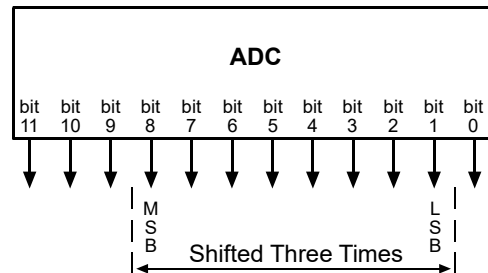 ADC
bit bit bit bit bit bit bit bit bit bit bit bit
11 10 9 8 7 6 5 4 3 2 1 0
M L
S S
B B
Shifted Three Times